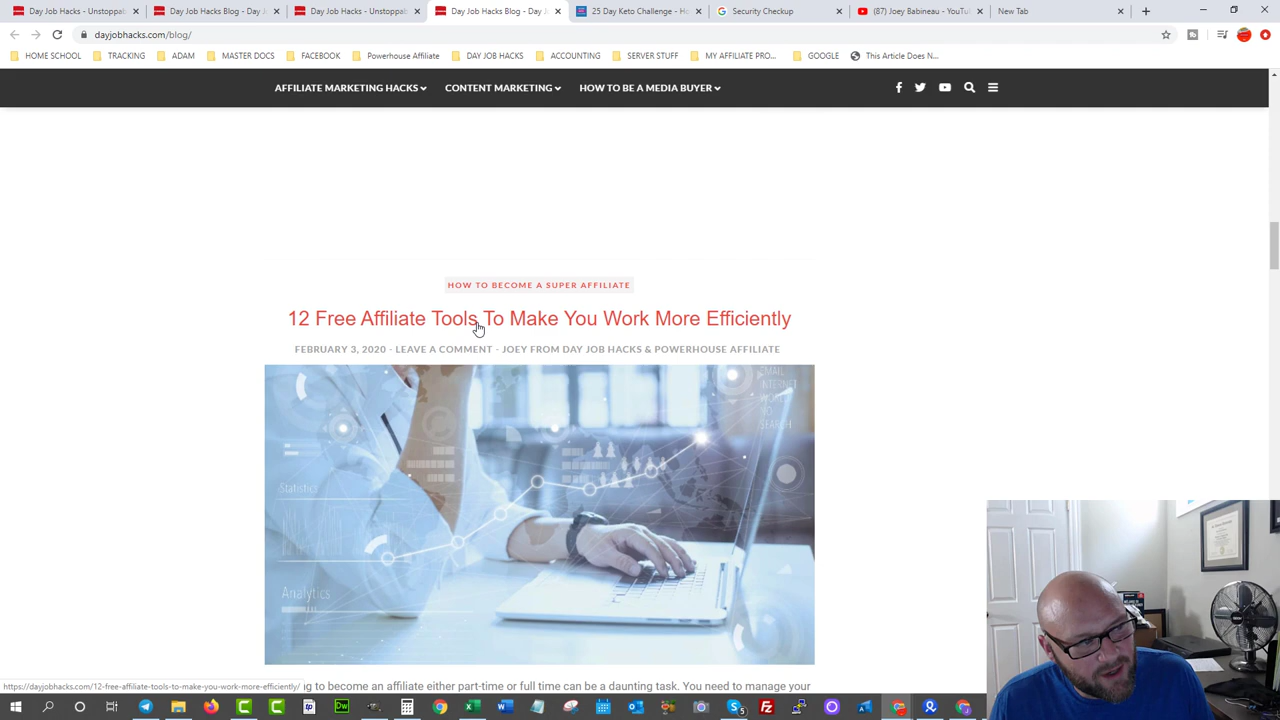 Day Job Hacks - Unstoppabl
Day Job Hacks Blog - Day J
Day Job Hacks - Unstoppabl
Day Job Hacks Blog - Day J
25 Day Keto Challenge - H
Security Checkup
(87) Joey Babineau - YouTu
New Tab
dayjobhacks.com/blog/
HOME SCHOOL
TRACKING
ADAM
MASTER DOCS
FACEBOOK
Powerhouse Affiliate
DAY JOB HACKS
ACCOUNTING
SERVER STUFF
MY AFFILIATE PRO...
GOOGLE
This Article Does N...
AFFILIATE MARKETING HACKS
CONTENT MARKETING
HOW TO BE A MEDIA BUYER
HOW TO BECOME A SUPER AFFILIATE
12 Free Affiliate Tools To Make You Work More Efficiently
FEBRUARY 3, 2020 - LEAVE A COMMENT - JOEY FROM DAY JOB HACKS & POWERHOUSE AFFILIATE
EMAIL
INTERNET
SEARCH
Statistics
Analytics
https://dayjobhacks.com/12-free-affiliate-tools-to-make-you-work-more-efficiently/
to become an affiliate either part-time or full time can be a daunting task. You need to manage your